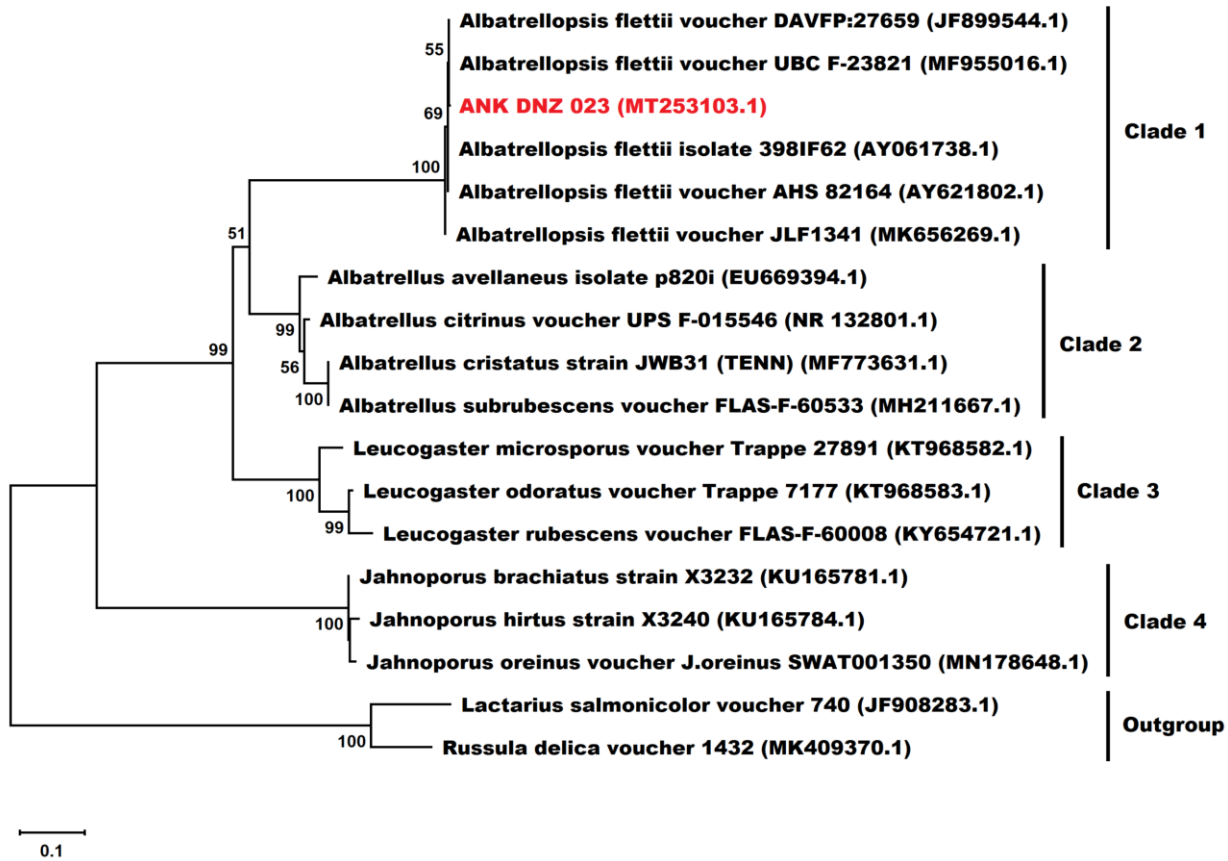 Albatrellopsis flettii voucher DAVFP:27659 (JF899544.1)
55
Albatrellopsis flettii voucher UBC F-23821 (MF955016.1)
ANK DNZ 023 (MT253103.1)
69
Clade 1
Albatrellopsis flettii isolate 398IF62 (AY061738.1)
100
Albatrellopsis flettii voucher AHS 82164 (AY621802.1)
Albatrellopsis flettii voucher JLF1341 (MK656269.1)
51
Albatrellus avellaneus isolate p820i (EU669394.1)
Albatrellus citrinus voucher UPS F-015546 (NR 132801.1)
99
Clade 2
99
56
Albatrellus cristatus strain JWB31 (TENN) (MF773631.1)
100
Albatrellus subrubescens voucher FLAS-F-60533 (MH211667.1)
Leucogaster microsporus voucher Trappe 27891 (KT968582.1)
100
Leucogaster odoratus voucher Trappe 7177 (KT968583.1)
Clade 3
99
Leucogaster rubescens voucher FLAS-F-60008 (KY654721.1)
Jahnoporus brachiatus strain X3232 (KU165781.1)
100
Jahnoporus hirtus strain X3240 (KU165784.1)
Clade 4
Jahnoporus oreinus voucher J.oreinus SWAT001350 (MN178648.1)
Lactarius salmonicolor voucher 740 (JF908283.1)
Outgroup
100
Russula delica voucher 1432 (MK409370.1)
0.1